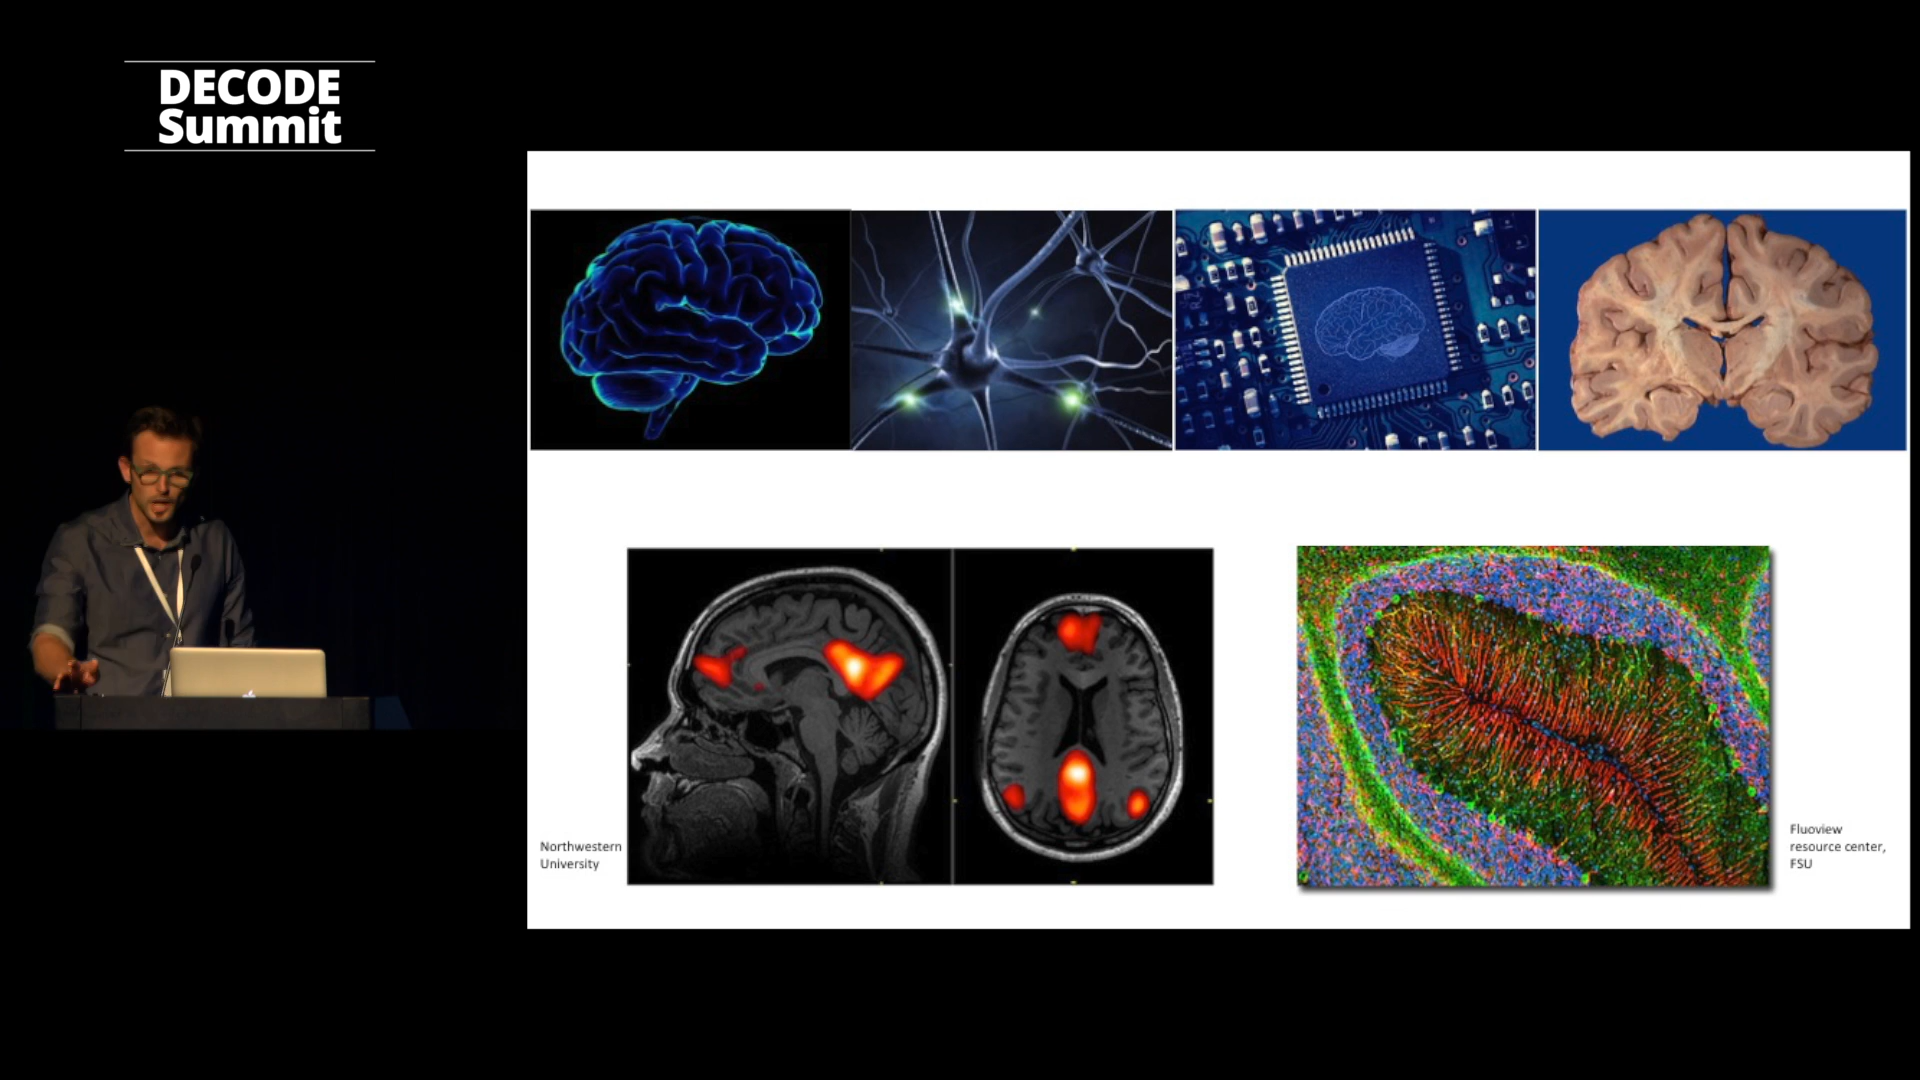 DECODE
Summit
Northwestern
University
Fluoview
resource center,
FSU